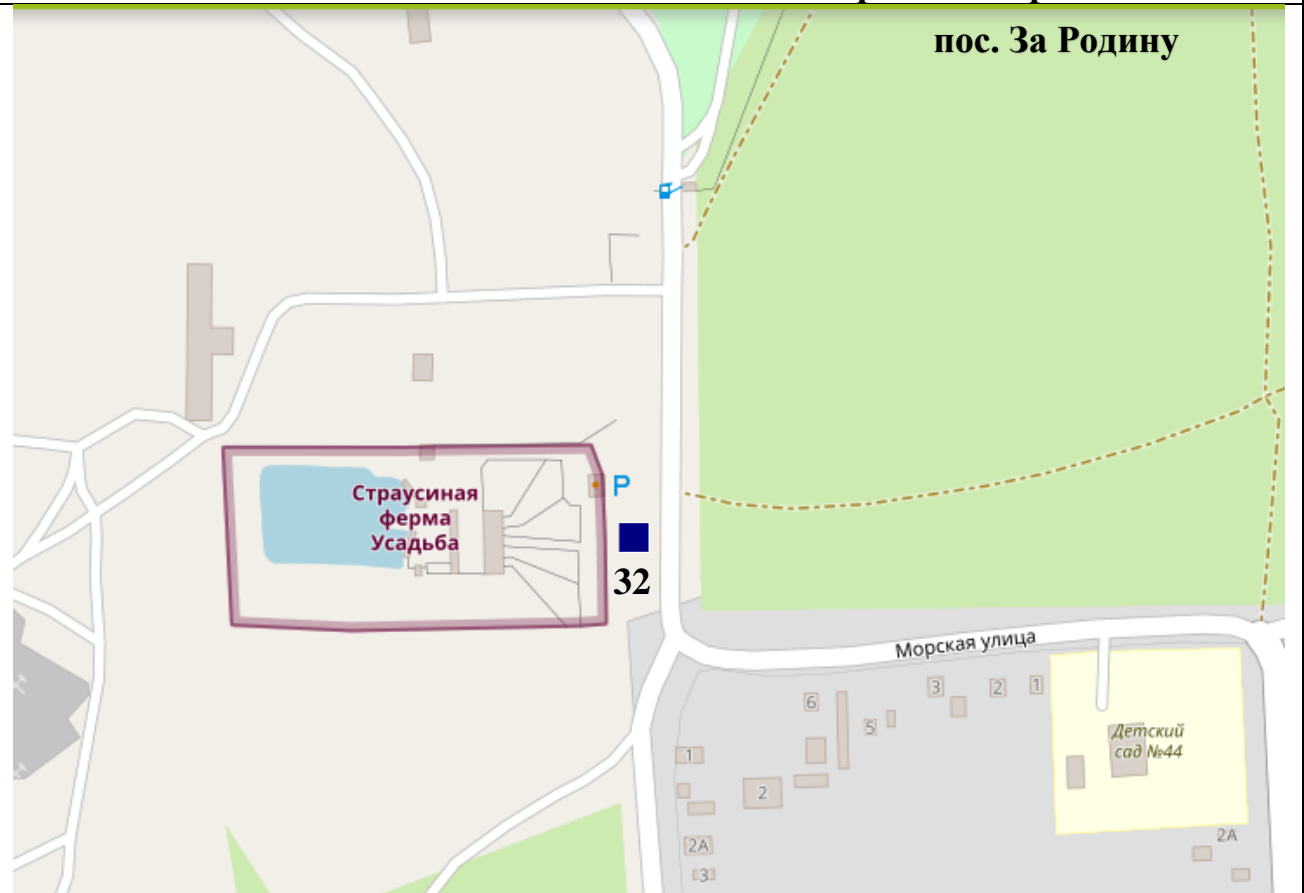 пос. За Родину
Страусиная
ферма
Усадьба
P
32
Морская улица
6
5
3
2
1
Детский
сад №44
1
2
2А
3
2А